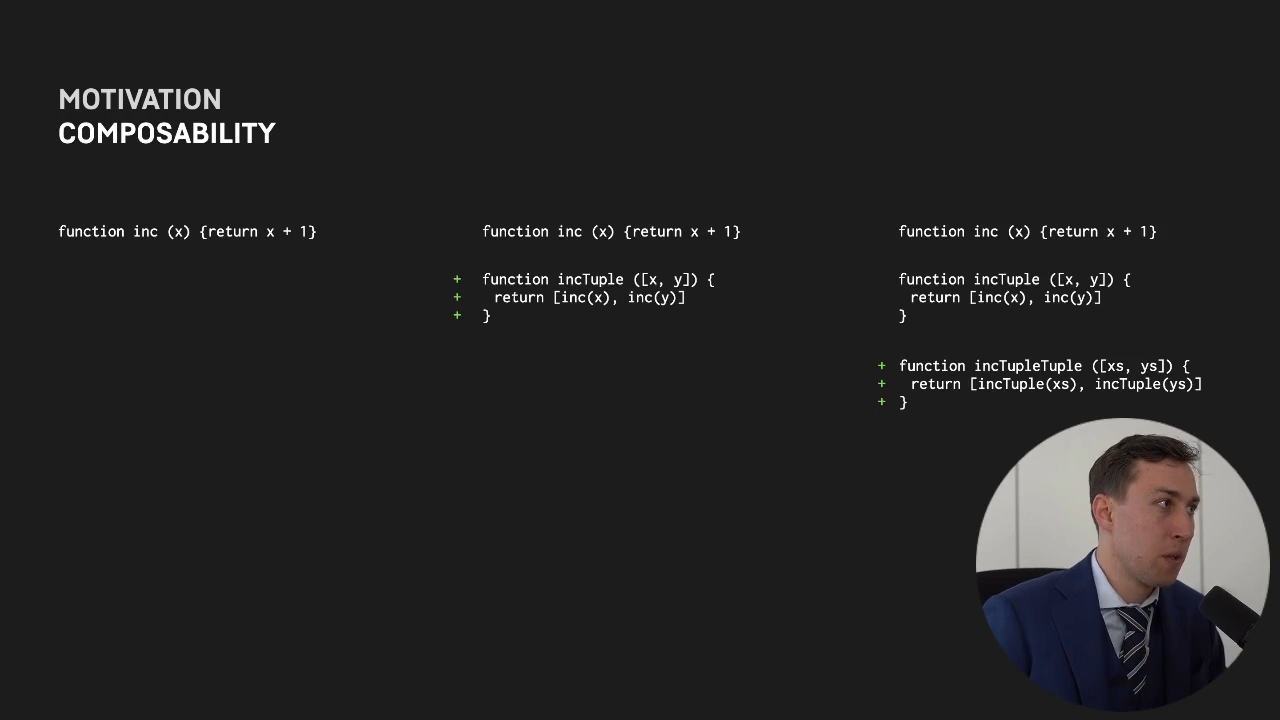 MOTIVATION
COMPOSABILITY
function inc (x) {return x + 1}
function inc (x) {return x + 1}
+ function incTuple ([x, y]) {
+ return [inc(x), inc(y)]
+ }
function inc (x) {return x + 1}
function incTuple ([x, y]) {
return [inc(x), inc(y)]
}
+ function incTupleTuple ([xs, ys]) {
+ return [incTuple(xs), incTuple(ys)]
+ }